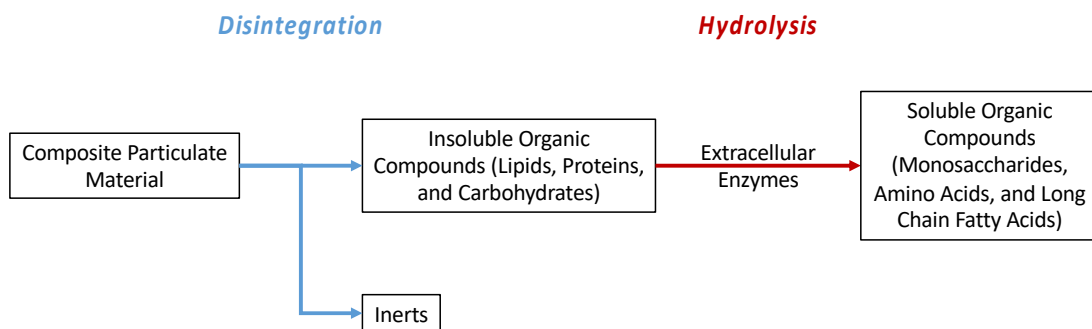 Disintegration
Hydrolysis
Composite Particulate
Material
Insoluble Organic
Compounds (Lipids, Proteins,
and Carbohydrates)
Extracellular
Enzymes
Soluble Organic
Compounds
(Monosaccharides,
Amino Acids, and Long
Chain Fatty Acids)
Inerts